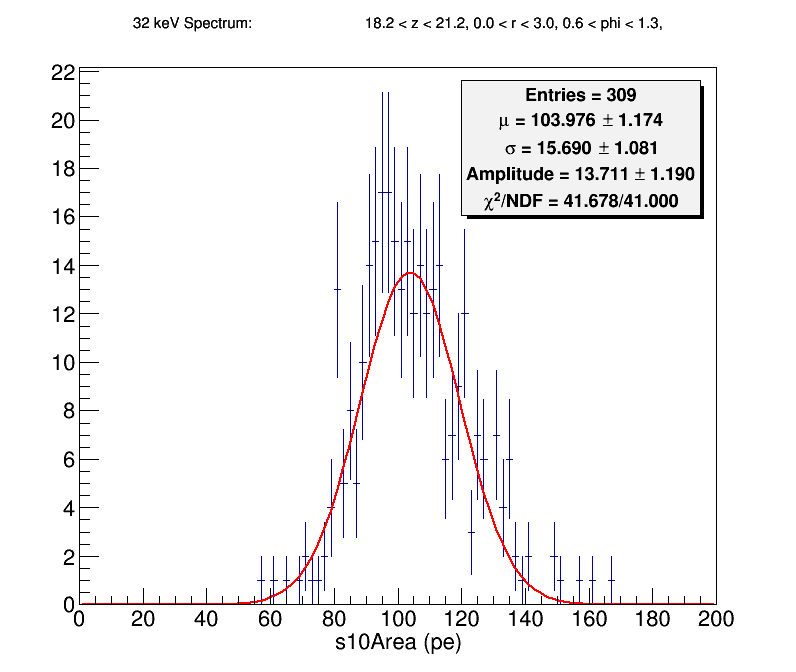 32 keV Spectrum: 18.2 < z < 21.2, 0.0 < r < 3.0, 0.6 < phi < 1.3,
Entries = 309
μ = 103.976 ± 1.174
σ = 15.690 ± 1.081
Amplitude = 13.711 ± 1.190
χ²/NDF = 41.678/41.000
22
20
18
16
14
12
10
8
6
4
2
0
0 20 40 60 80 100 120 140 160 180 200
s10Area (pe)